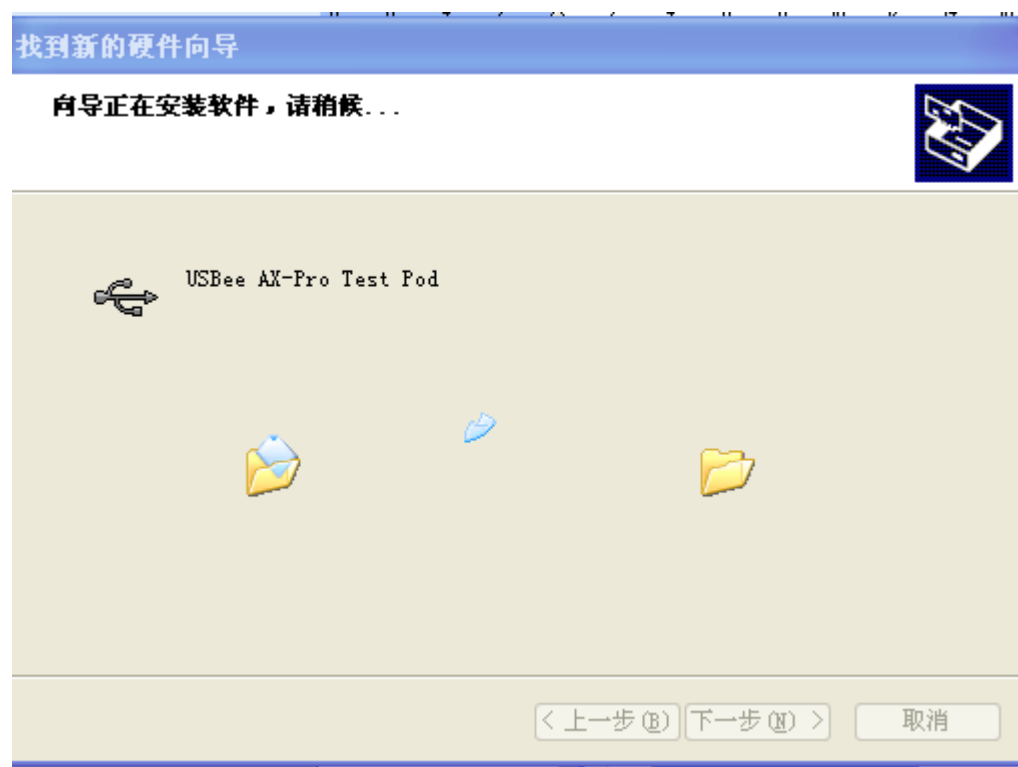 找到新的硬件向导
向导正在安装软件，请稍候...
USBee AX-Pro Test Pod
< 上一步(B) 下一步(N) > 取消